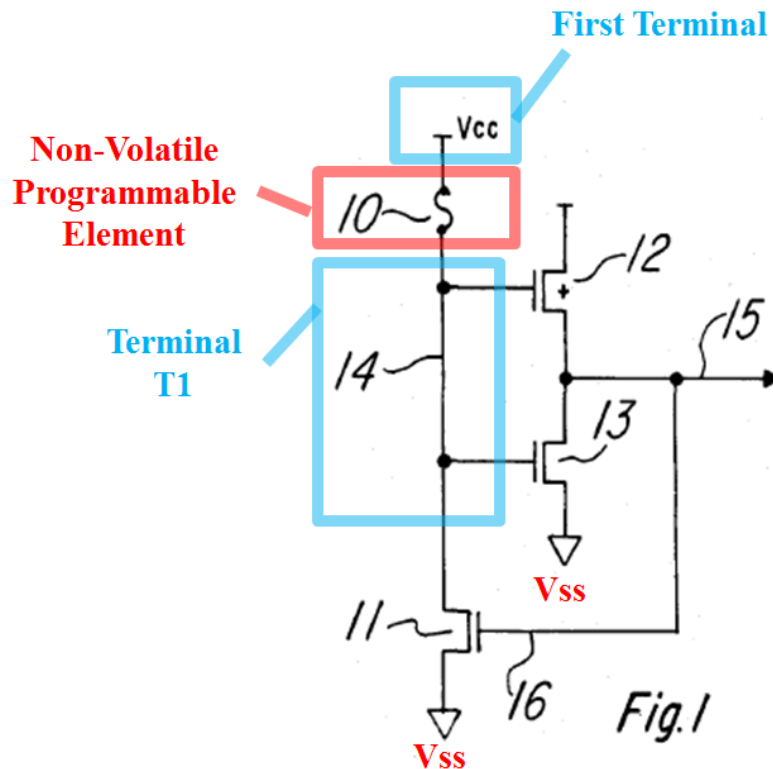 First Terminal
Vcc
Non-Volatile
Programmable
Element
10
12
Terminal
T1
14
15
13
Vss
11
16
Fig.1
Vss